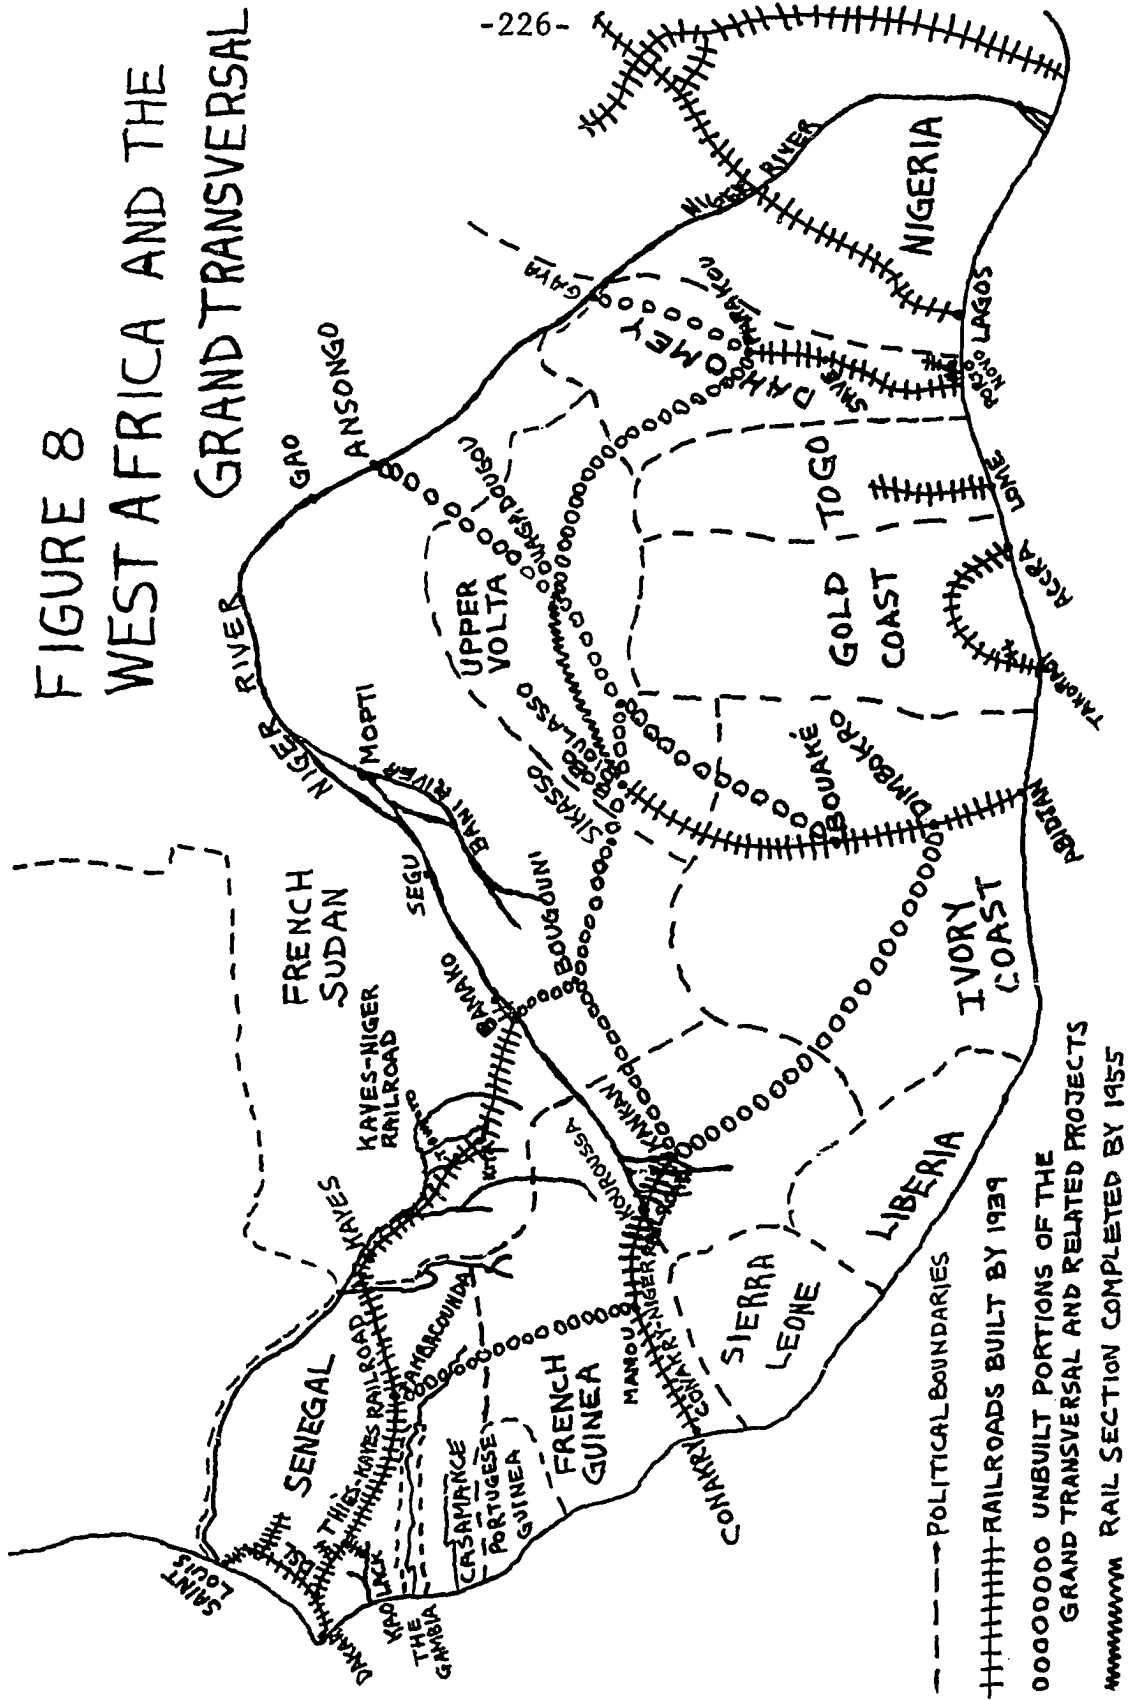 -226-
FIGURE 8
WEST AFRICA AND THE
GRAND TRANSVERSAL
NIGER RIVER
GAO
ANSONGO
GAYA
NIGER RIVER
MOPTI
BANI RIVER
SEGU
FRENCH
SUDAN
BAMAKO
BOUGOUNI
SIKASSO
BOBO
DIOULASSO
UPPER
VOLTA
OUAGADOUGOU
DAHOMEY
PARAKOU
SAVÉ
PORTO
NOVO
LAGOS
NIGERIA
TOGO
LOME
GOLD
COAST
ACCRA
TAKORADI
BOUAKÉ
DIMBOKRO
ABIDJAN
IVORY
COAST
KAYES-NIGER
RAILROAD
KAYES
KITA
KOUROUSSA
KANKAN
LIBERIA
SIERRA
LEONE
MAMOU
CONAKRY-NIGER
CONAKRY
FRENCH
GUINEA
TAMBACOUNDA
SENEGAL
THIES-KAYES RAILROAD
DSL
SAINT
LOUIS
DAKAR
KAOLACK
THE
GAMBIA
CASAMANCE
PORTUGESE
GUINEA
POLITICAL BOUNDARIES
RAILROADS BUILT BY 1939
UNBUILT PORTIONS OF THE
GRAND TRANSVERSAL AND RELATED PROJECTS
RAIL SECTION COMPLETED BY 1955